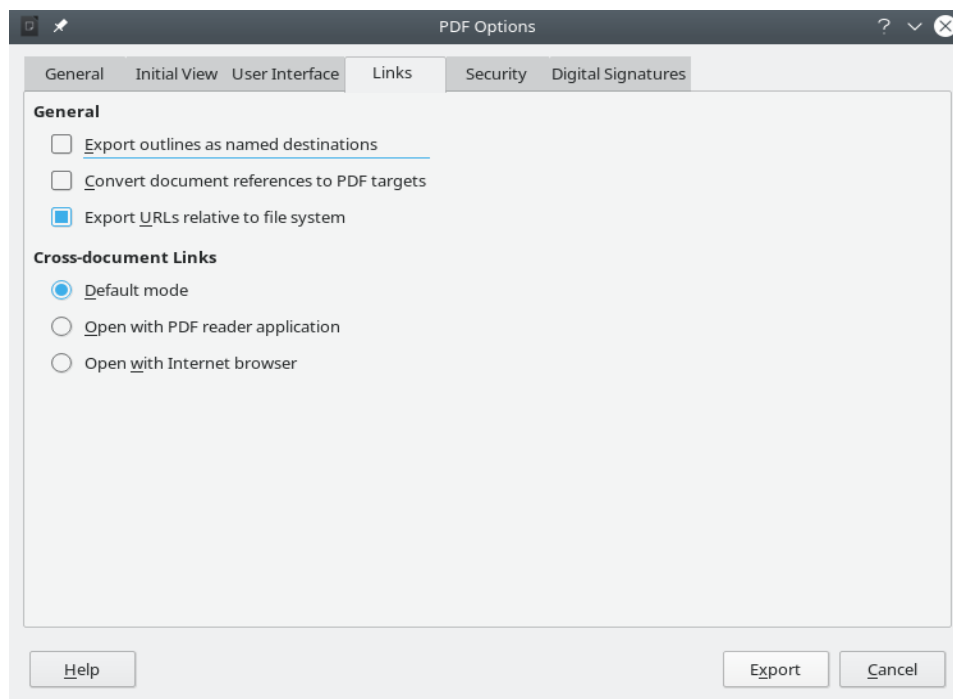 PDF Options
General Initial View User Interface Links Security Digital Signatures
General
Export outlines as named destinations
Convert document references to PDF targets
Export URLs relative to file system
Cross-document Links
Default mode
Open with PDF reader application
Open with Internet browser
Help Export Cancel